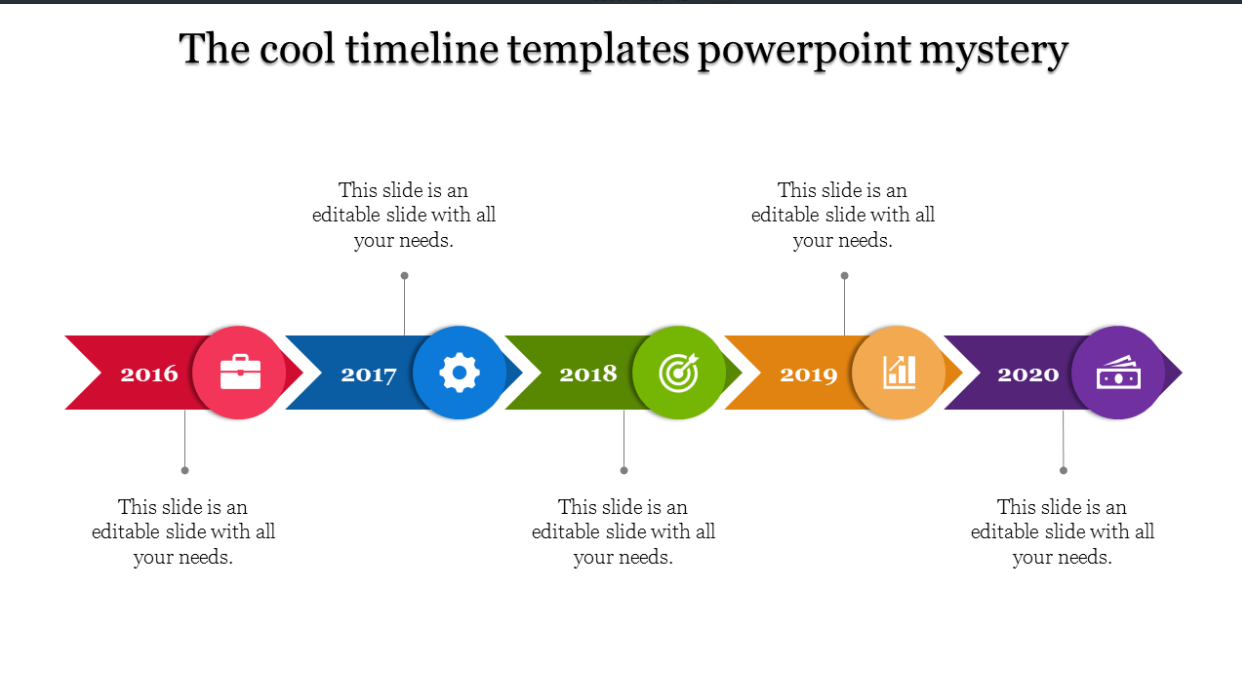 The cool timeline templates powerpoint mystery
This slide is an
editable slide with all
your needs.
This slide is an
editable slide with all
your needs.
2016
2017
2018
2019
2020
This slide is an
editable slide with all
your needs.
This slide is an
editable slide with all
your needs.
This slide is an
editable slide with all
your needs.